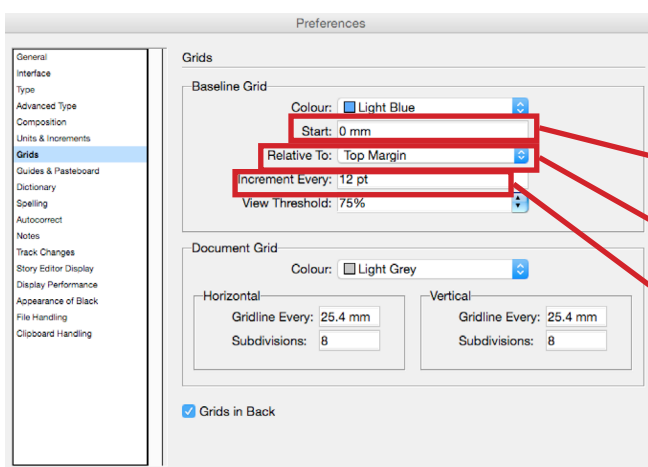 Preferences
General
Interface
Type
Advanced Type
Composition
Units & Increments
Grids
Guides & Pasteboard
Dictionary
Spelling
Autocorrect
Notes
Track Changes
Story Editor Display
Display Performance
Appearance of Black
File Handling
Clipboard Handling
Grids
Baseline Grid
Colour: Light Blue
Start: 0 mm
Relative To: Top Margin
Increment Every: 12 pt
View Threshold: 75%
Document Grid
Colour: Light Grey
Horizontal
Gridline Every: 25.4 mm
Subdivisions: 8
Vertical
Gridline Every: 25.4 mm
Subdivisions: 8
Grids in Back